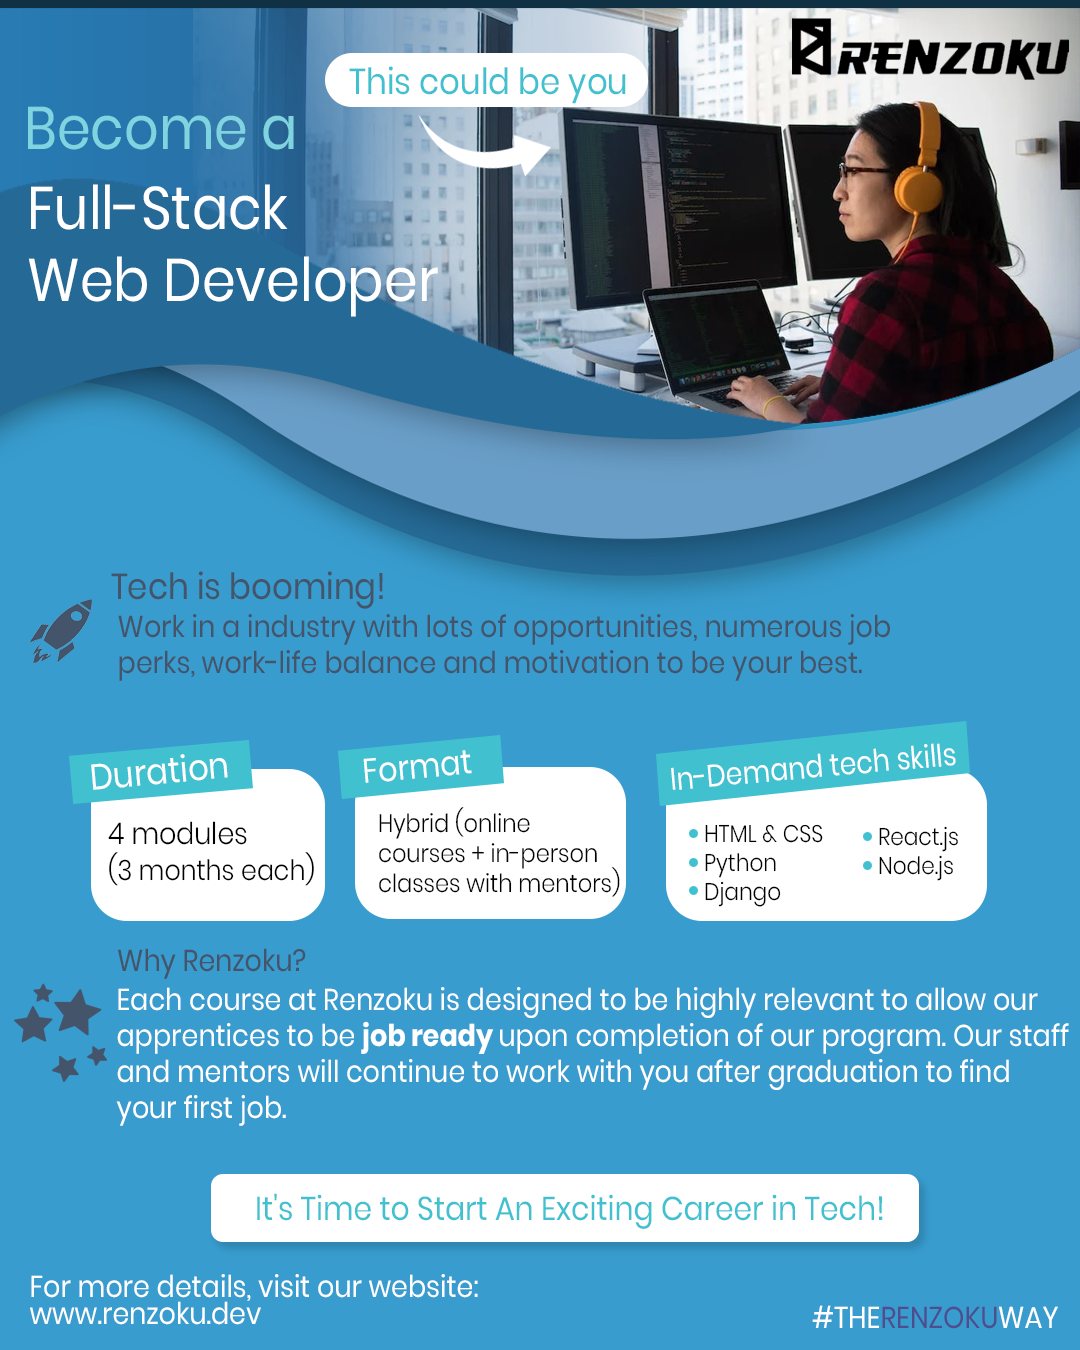 RENZOKU
This could be you
Become a
Full-Stack
Web Developer
Tech is booming!
Work in a industry with lots of opportunities, numerous job
perks, work-life balance and motivation to be your best.
Duration
4 modules
(3 months each)
Format
Hybrid (online
courses + in-person
classes with mentors)
In-Demand tech skills
HTML & CSS
Python
Django
React.js
Node.js
Why Renzoku?
Each course at Renzoku is designed to be highly relevant to allow our
apprentices to be job ready upon completion of our program. Our staff
and mentors will continue to work with you after graduation to find
your first job.
It's Time to Start An Exciting Career in Tech!
For more details, visit our website:
www.renzoku.dev
#THERENZOKUWAY